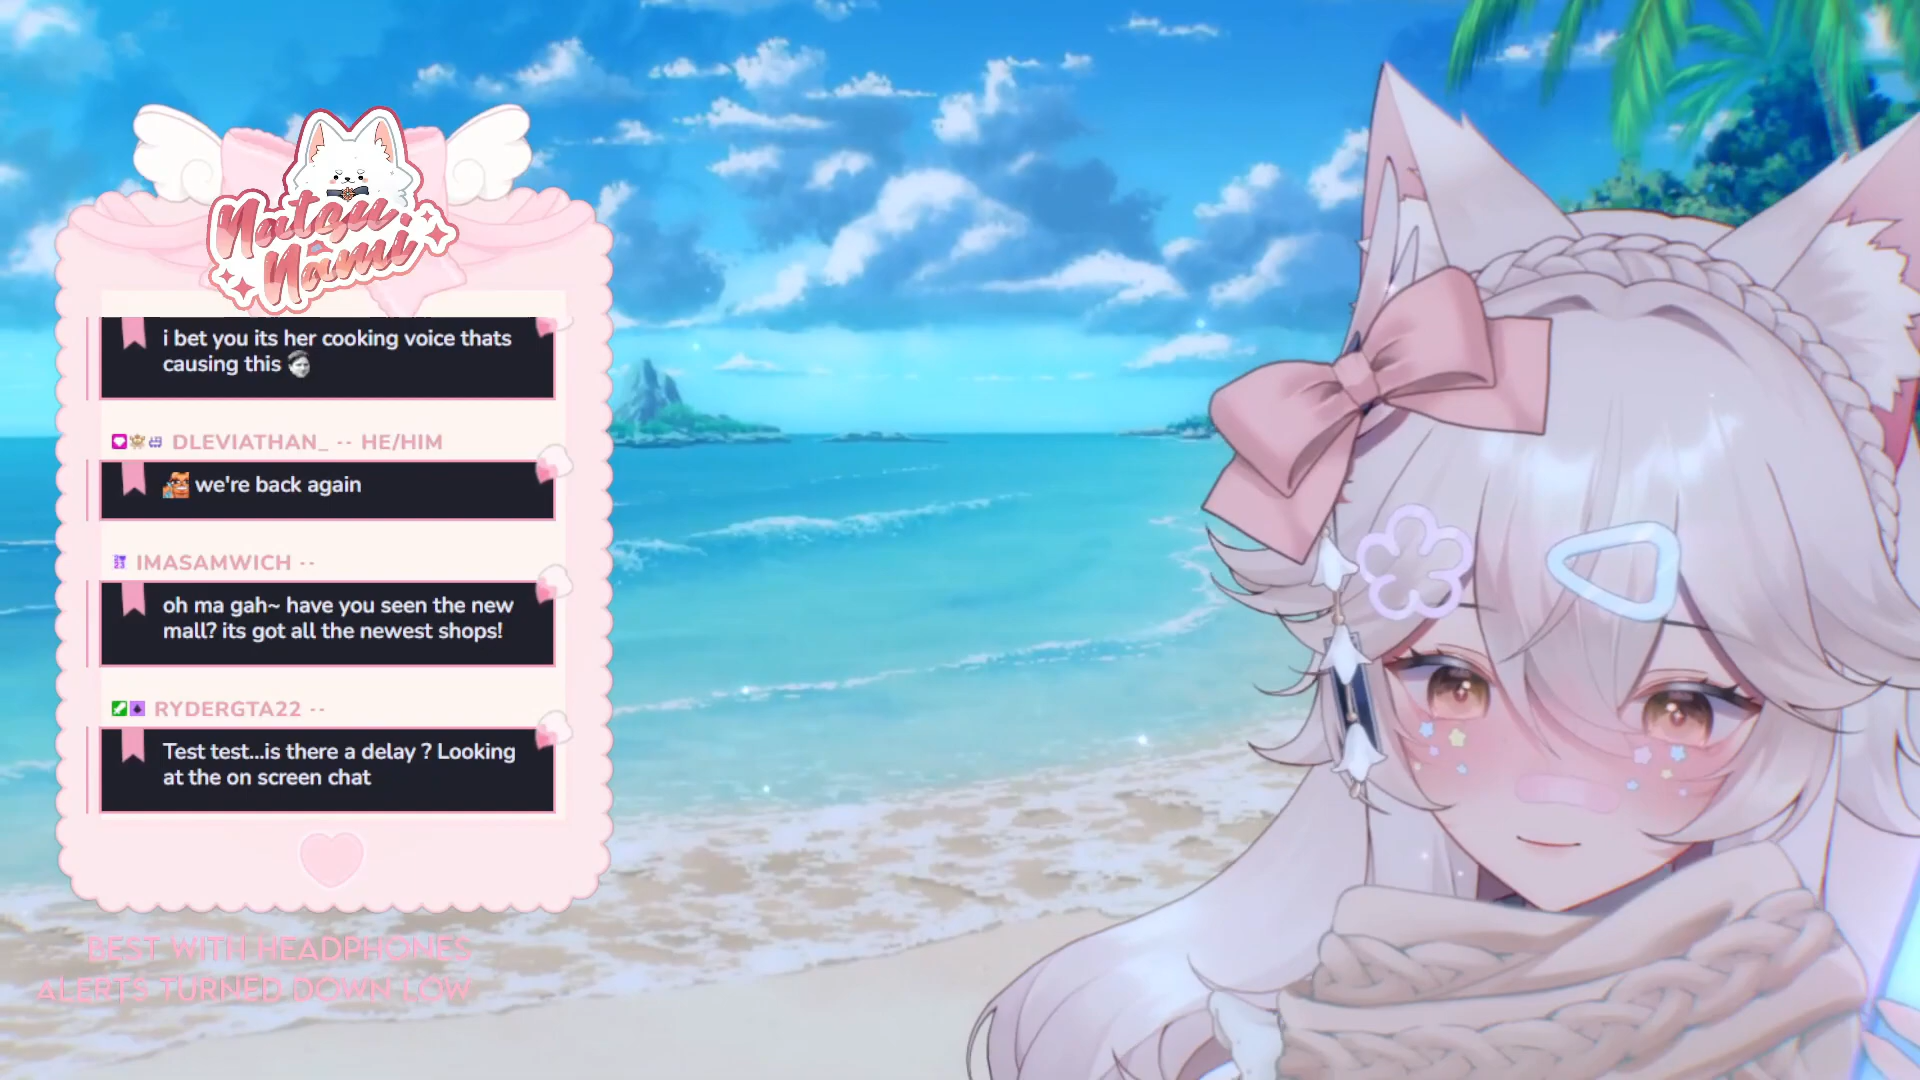 Natsu
Nami
i bet you its her cooking voice thats
causing this
DLEVIATHAN_ -- HE/HIM
we're back again
IMASAMWICH --
oh ma gah~ have you seen the new
mall? its got all the newest shops!
RYDERGTA22 --
Test test...is there a delay ? Looking
at the on screen chat
BEST WITH HEADPHONES
ALERTS TURNED DOWN LOW